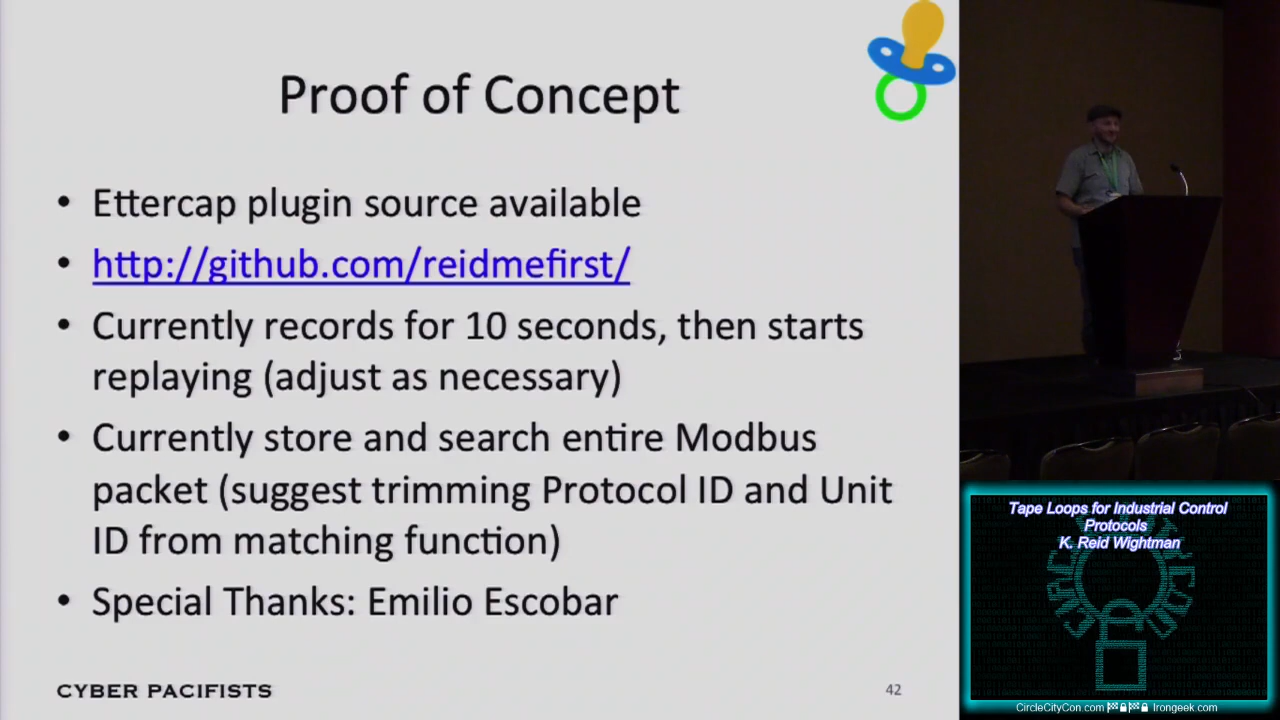 Proof of Concept
• Ettercap plugin source available
• http://github.com/reidmefirst/
• Currently records for 10 seconds, then starts
replaying (adjust as necessary)
• Currently store and search entire Modbus
packet (suggest trimming Protocol ID and Unit
ID from matching function)
• Special Thanks: Emilio Escobar
CYBER PACIFISTS
42
Tape Loops for Industrial Control
Protocols
K. Reid Wightman
CircleCityCon.com
Irongeek.com